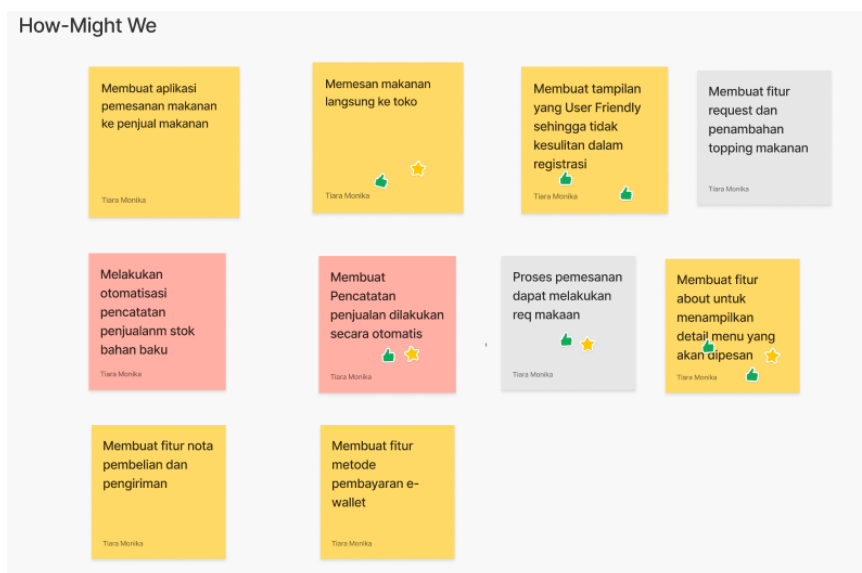 How-Might We
Membuat aplikasi
pemesanan makanan
ke penjual makanan
Tiara Monika
Memesan makanan
langsung ke toko
Tiara Monika
Membuat tampilan
yang User Friendly
sehingga tidak
kesulitan dalam
registrasi
Tiara Monika
Membuat fitur
request dan
penambahan
topping makanan
Tiara Monika
Melakukan
otomatisasi
pencatatan
penjualanm stok
bahan baku
Tiara Monika
Membuat
Pencatatan
penjualan dilakukan
secara otomatis
Tiara Monika
Proses pemesanan
dapat melakukan
req makaan
Tiara Monika
Membuat fitur
about untuk
menampilkan
detail menu yang
akan dipesan
Tiara Monika
Membuat fitur nota
pembelian dan
pengiriman
Tiara Monika
Membuat fitur
metode
pembayaran e-
wallet
Tiara Monika